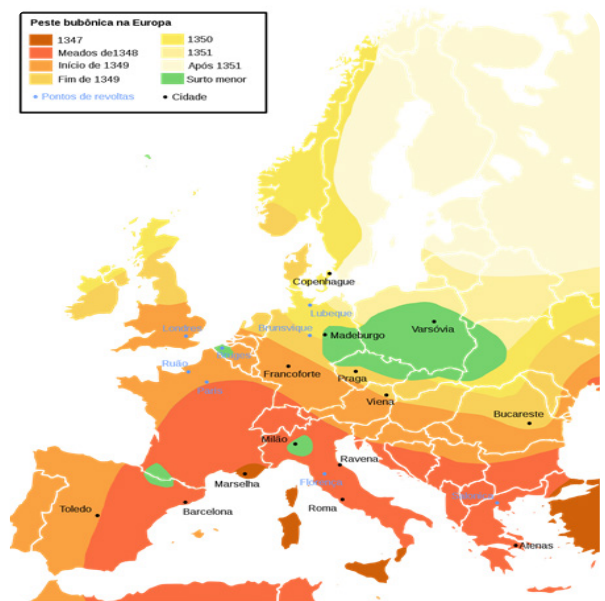 Peste bubônica na Europa
1347
Meados de1348
Início de 1349
Fim de 1349
1350
1351
Após 1351
Surto menor
Pontos de revoltas
Cidade
Copenhague
Lubeque
Brunsvique
Madeburgo
Varsóvia
Londres
Bruges
Ruão
Paris
Francoforte
Praga
Viena
Bucareste
Milão
Ravena
Marselha
Florença
Roma
Toledo
Barcelona
Atenas